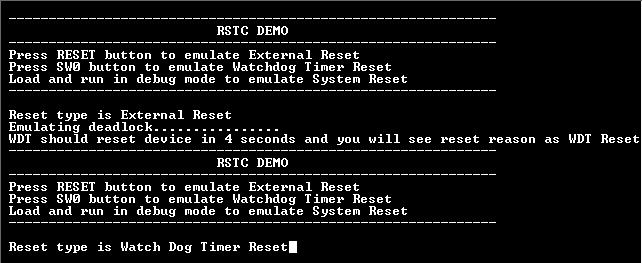 ------------------------------------------------------------
RSTC DEMO
------------------------------------------------------------
Press RESET button to emulate External Reset
Press SW0 button to emulate Watchdog Timer Reset
Load and run in debug mode to emulate System Reset
------------------------------------------------------------
Reset type is External Reset
Emulating deadlock................
WDT should reset device in 4 seconds and you will see reset reason as WDT Reset
------------------------------------------------------------
RSTC DEMO
------------------------------------------------------------
Press RESET button to emulate External Reset
Press SW0 button to emulate Watchdog Timer Reset
Load and run in debug mode to emulate System Reset
------------------------------------------------------------
Reset type is Watch Dog Timer Reset